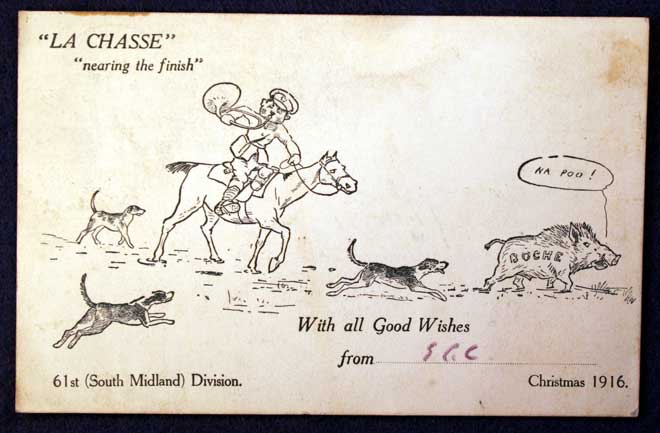 "LA CHASSE"
"nearing the finish"
NA POO!
BOCHE
With all Good Wishes
from
61st (South Midland) Division.
Christmas 1916.